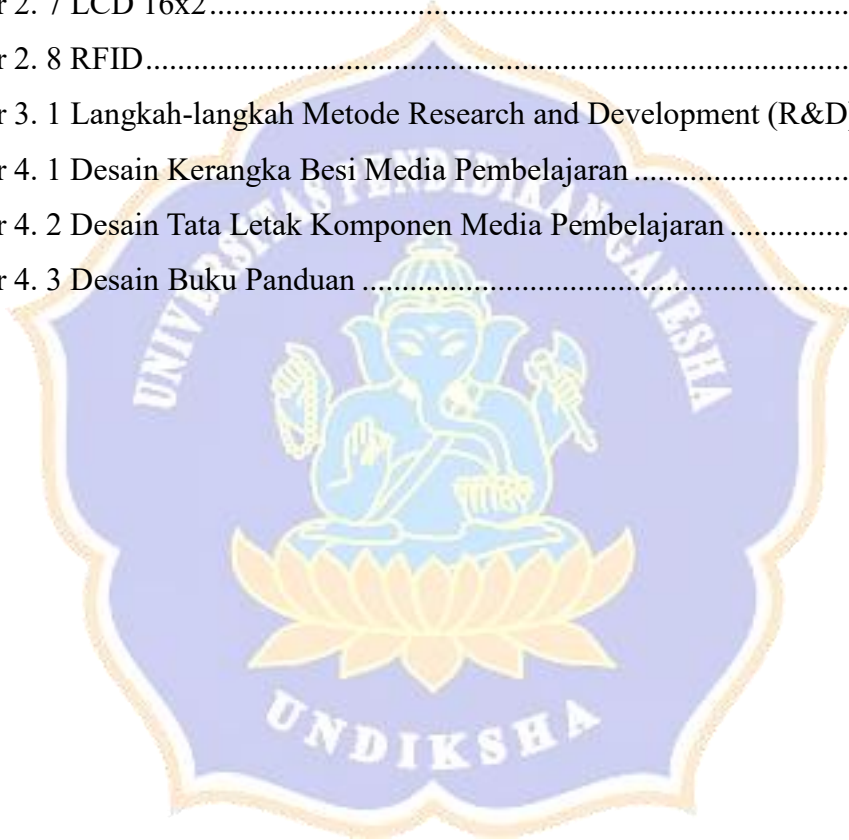 r 2. 7 LCD 16x2
r 2. 8 RFID
r 3. 1 Langkah-langkah Metode Research and Development (R&D)
r 4. 1 Desain Kerangka Besi Media Pembelajaran
r 4. 2 Desain Tata Letak Komponen Media Pembelajaran
r 4. 3 Desain Buku Panduan
UNIVERSITAS PENDIDIKAN GANESHA
UNDIKSHA